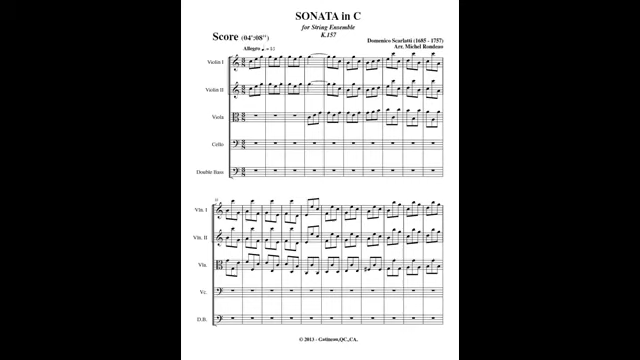 SONATA in C
for String Ensemble
K.157
Score (04':08")
Domenico Scarlatti (1685 - 1757)
Arr. Michel Rondeau
Allegro
Violin I
Violin II
Viola
Cello
Double Bass
Vln. I
Vln. II
Vla.
Vc.
D.B.
© 2013 - Gatineau,QC,CA.